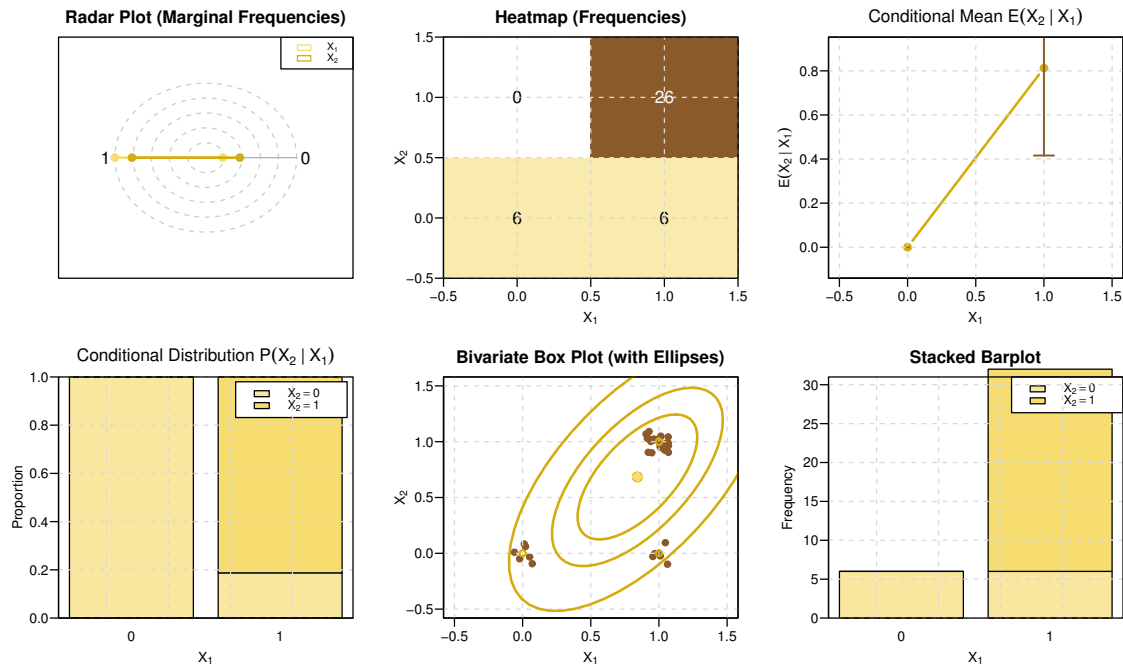 Radar Plot (Marginal Frequencies)
X₁
X₂
1
0
Heatmap (Frequencies)
1.5
1.0
0.5
0.0
−0.5
X₂
0
26
6
6
−0.5
0.0
0.5
1.0
1.5
X₁
Conditional Mean E(X₂ | X₁)
0.8
0.6
0.4
0.2
0.0
E(X₂ | X₁)
−0.5
0.0
0.5
1.0
1.5
X₁
Conditional Distribution P(X₂ | X₁)
1.0
0.8
0.6
0.4
0.2
0.0
Proportion
X₂ = 0
X₂ = 1
0
1
X₁
Bivariate Box Plot (with Ellipses)
1.5
1.0
0.5
0.0
−0.5
X₂
−0.5
0.0
0.5
1.0
1.5
X₁
Stacked Barplot
30
25
20
15
10
5
0
Frequency
X₂ = 0
X₂ = 1
0
1
X₁